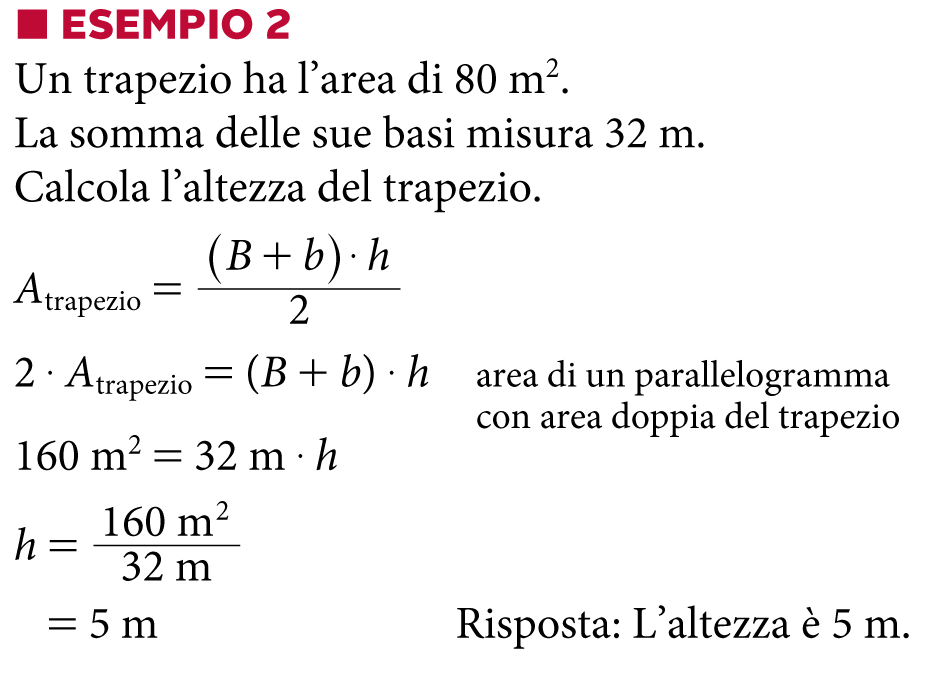 ■ ESEMPIO 2
Un trapezio ha l’area di 80 m².
La somma delle sue basi misura 32 m.
Calcola l’altezza del trapezio.
A_trapezio = (B + b) · h / 2
2 · A_trapezio = (B + b) · h area di un parallelogramma
con area doppia del trapezio
160 m² = 32 m · h
h = 160 m² / 32 m
= 5 m Risposta: L’altezza è 5 m.